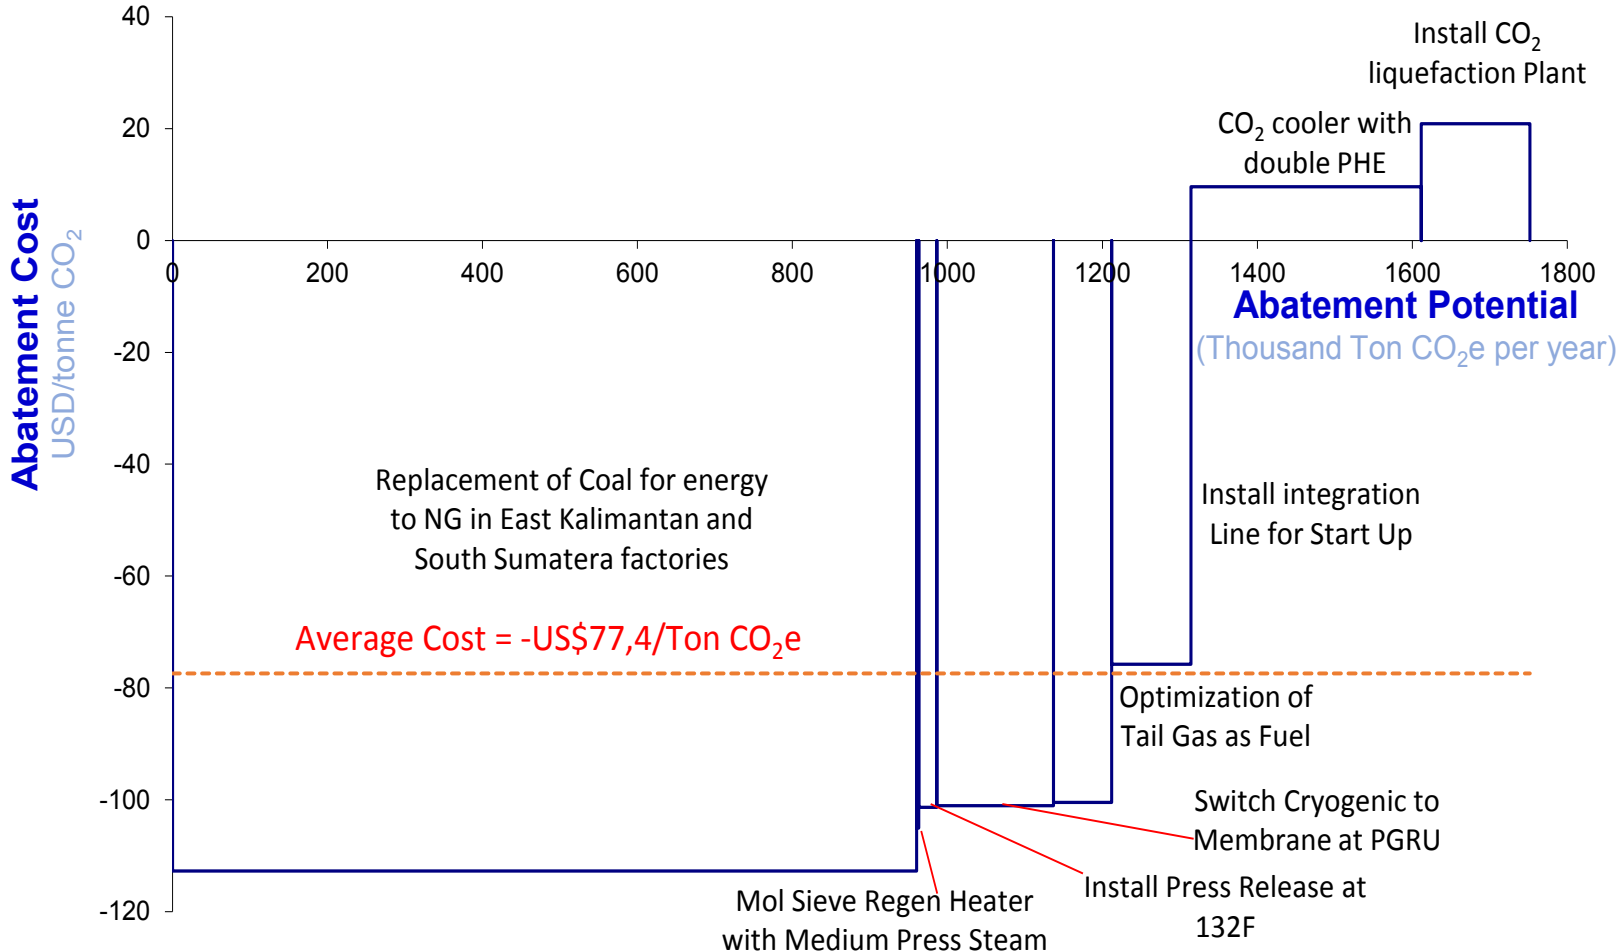 40
20
0
-20
-40
-60
-80
-100
-120
Abatement Cost
USD/tonne CO₂
0
200
400
600
800
1000
1200
1400
1600
1800
Abatement Potential
(Thousand Ton CO₂e per year)
Install CO₂
liquefaction Plant
CO₂ cooler with
double PHE
Replacement of Coal for energy
to NG in East Kalimantan and
South Sumatera factories
Install integration
Line for Start Up
Average Cost = -US$77,4/Ton CO₂e
Optimization of
Tail Gas as Fuel
Switch Cryogenic to
Membrane at PGRU
Install Press Release at
132F
Mol Sieve Regen Heater
with Medium Press Steam